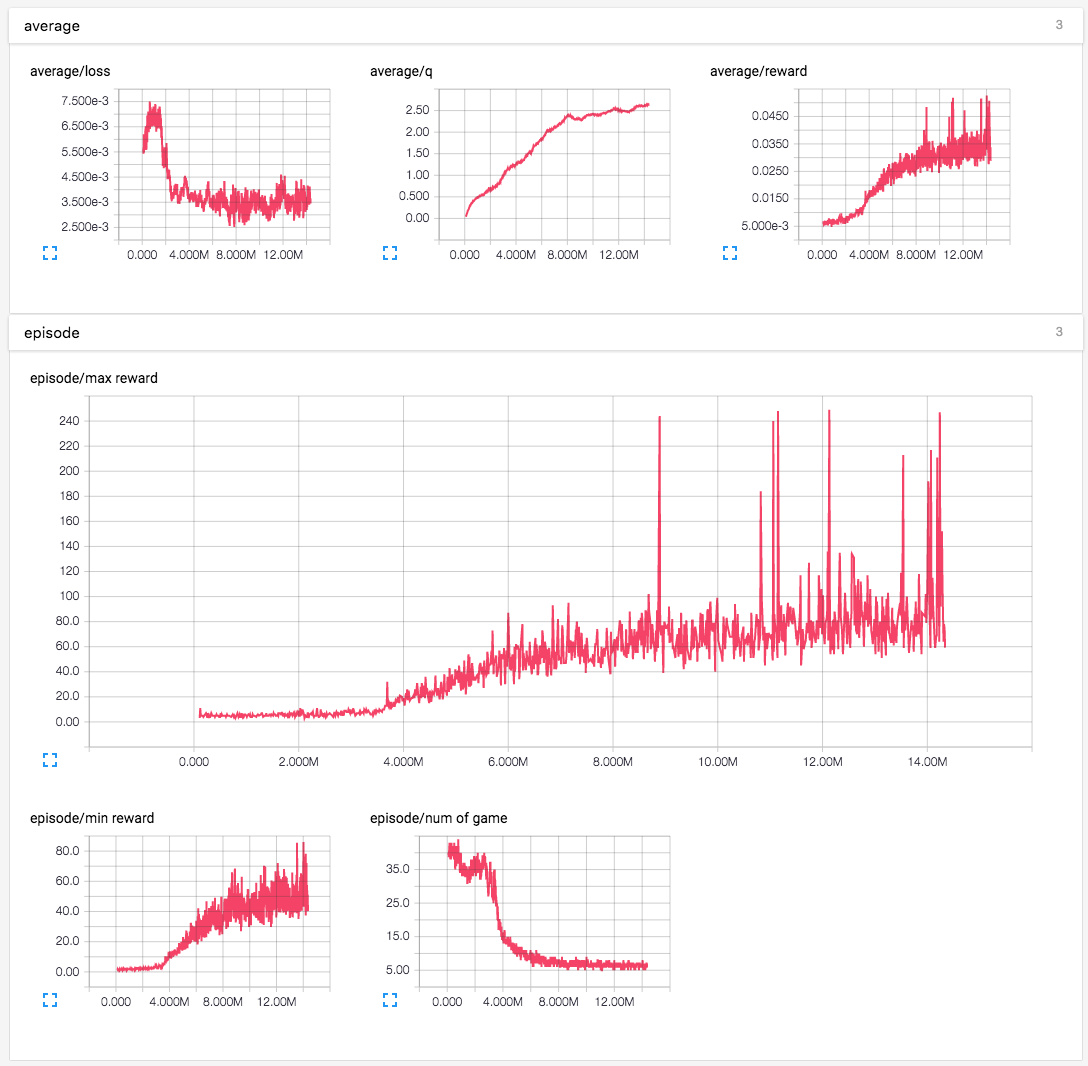 average 3
average/loss average/q average/reward
7.500e-3
6.500e-3
5.500e-3
4.500e-3
3.500e-3
2.500e-3
0.000 4.000M 8.000M 12.00M
2.50
2.00
1.50
1.00
0.500
0.00
0.000 4.000M 8.000M 12.00M
0.0450
0.0350
0.0250
0.0150
5.000e-3
0.000 4.000M 8.000M 12.00M
episode 3
episode/max reward
240
220
200
180
160
140
120
100
80.0
60.0
40.0
20.0
0.00
0.000 2.000M 4.000M 6.000M 8.000M 10.00M 12.00M 14.00M
episode/min reward episode/num of game
80.0
60.0
40.0
20.0
0.00
0.000 4.000M 8.000M 12.00M
35.0
25.0
15.0
5.00
0.000 4.000M 8.000M 12.00M